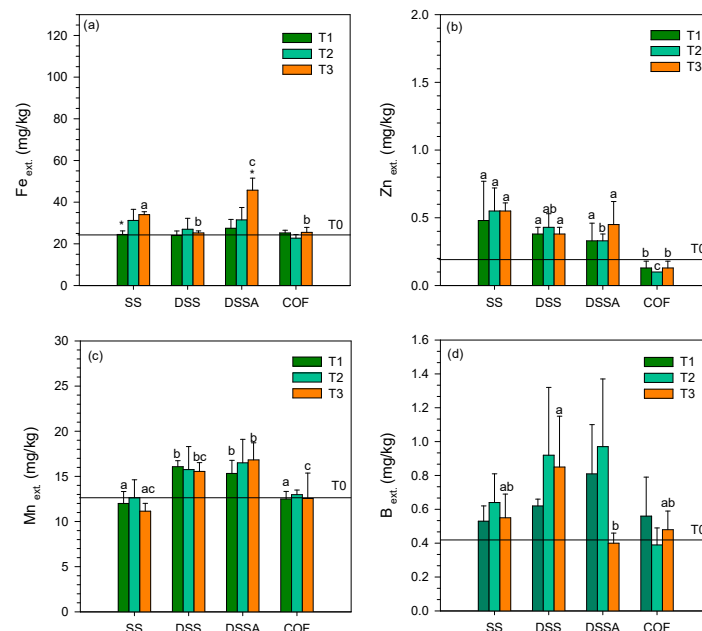 (a)
T1
T2
T3
120
100
80
60
40
20
0
Fe ext. (mg/kg)
*
a
b
c
*
b
T0
SS
DSS
DSSA
COF
(b)
T1
T2
T3
2.0
1.5
1.0
0.5
0.0
Zn ext. (mg/kg)
a
a
a
a
ab
a
a
b
a
b
c
b
T0
SS
DSS
DSSA
COF
(c)
T1
T2
T3
30
25
20
15
10
5
0
Mn ext. (mg/kg)
a
ac
b
bc
b
b
a
c
T0
SS
DSS
DSSA
COF
(d)
T1
T2
T3
1.6
1.4
1.2
1.0
0.8
0.6
0.4
0.2
0.0
B ext. (mg/kg)
ab
a
b
ab
T0
SS
DSS
DSSA
COF